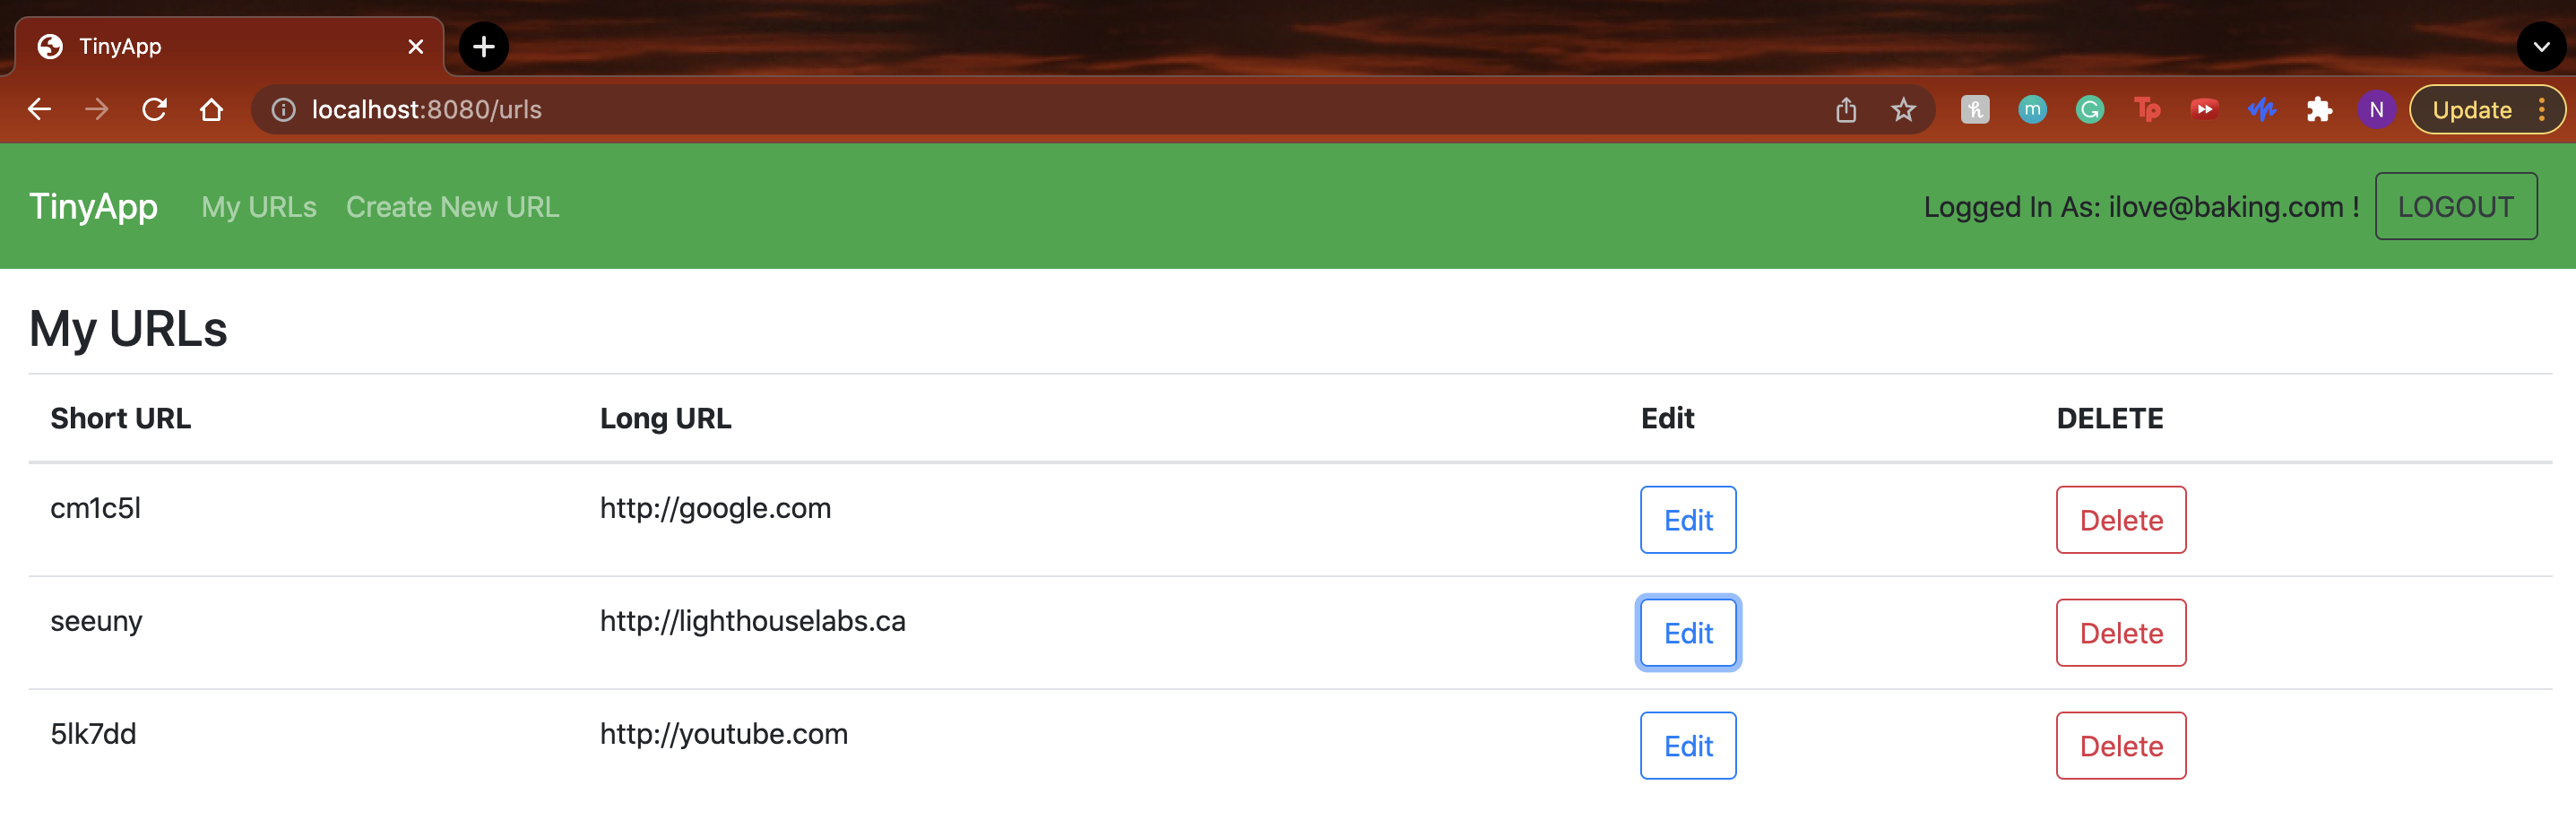 TinyApp
localhost:8080/urls
Update
TinyApp My URLs Create New URL Logged In As: ilove@baking.com ! LOGOUT
My URLs
Short URL Long URL Edit DELETE
cm1c5l http://google.com Edit Delete
seeuny http://lighthouselabs.ca Edit Delete
5lk7dd http://youtube.com Edit Delete